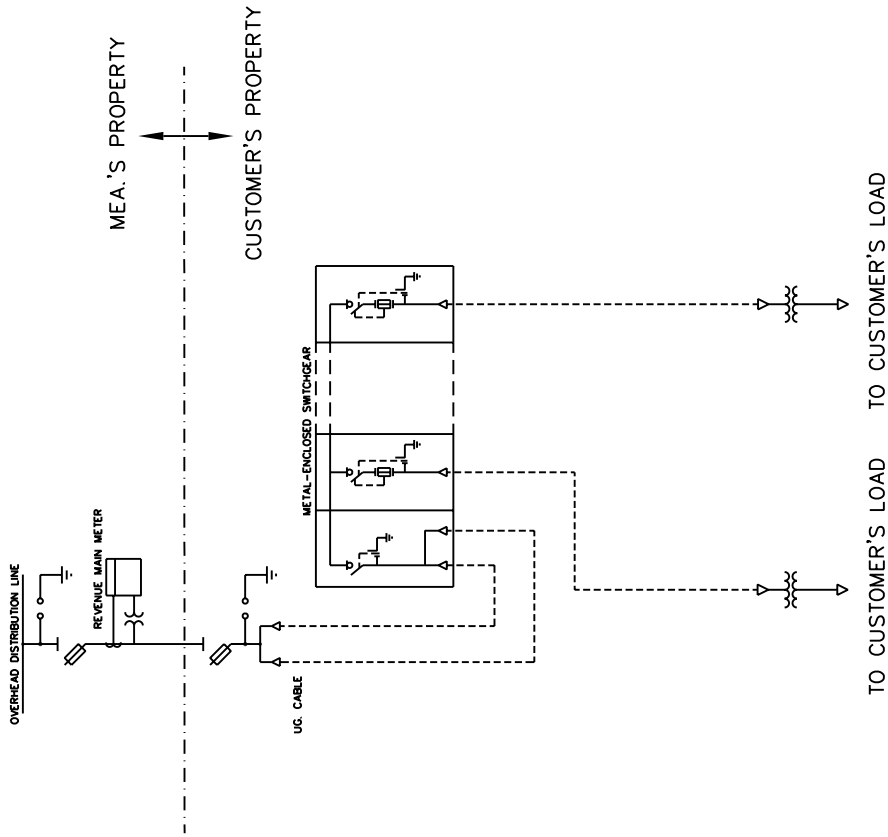 OVERHEAD DISTRIBUTION LINE
REVENUE MAIN METER
MEA.'S PROPERTY
CUSTOMER'S PROPERTY
UG. CABLE
METAL-ENCLOSED SWITCHGEAR
TO CUSTOMER'S LOAD
TO CUSTOMER'S LOAD